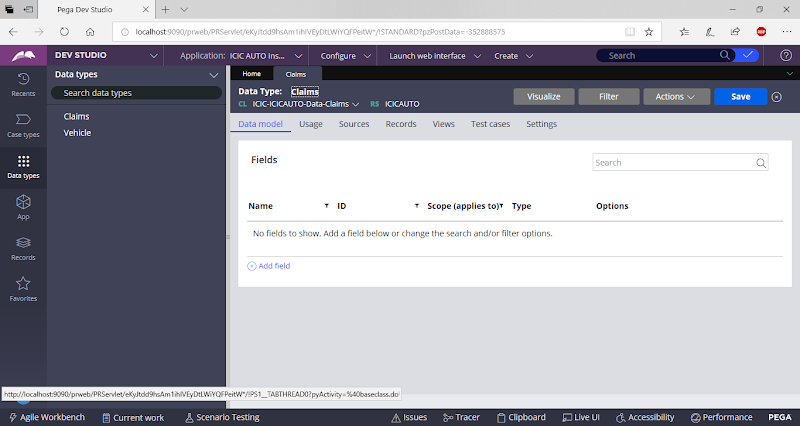 Pega Dev Studio
localhost:9090/prweb/PRServlet/eKyJtdd9hsAm1ihIVEyDtLWiYQFPeitW*/!STANDARD?pzPostData=-352888575
DEV STUDIO
Application: ICIC AUTO Ins...
Configure
Launch web interface
Create
Search
Recents
Case types
Data types
App
Records
Favorites
Data types
Search data types
Claims
Vehicle
Home
Claims
Data Type: Claims
CL ICIC-ICICAUTO-Data-Claims
RS ICICAUTO
Visualize
Filter
Actions
Save
Data model
Usage
Sources
Records
Views
Test cases
Settings
Fields
Search
Name
ID
Scope (applies to)
Type
Options
No fields to show. Add a field below or change the search and/or filter options.
Add field
http://localhost:9090/prweb/PRServlet/eKyJtdd9hsAm1ihIVEyDtLWiYQFPeitW*/!PS1__TABTHREAD0?pyActivity=%40baseclass.do
Agile Workbench
Current work
Scenario Testing
Issues
Tracer
Clipboard
Live UI
Accessibility
Performance
PEGA